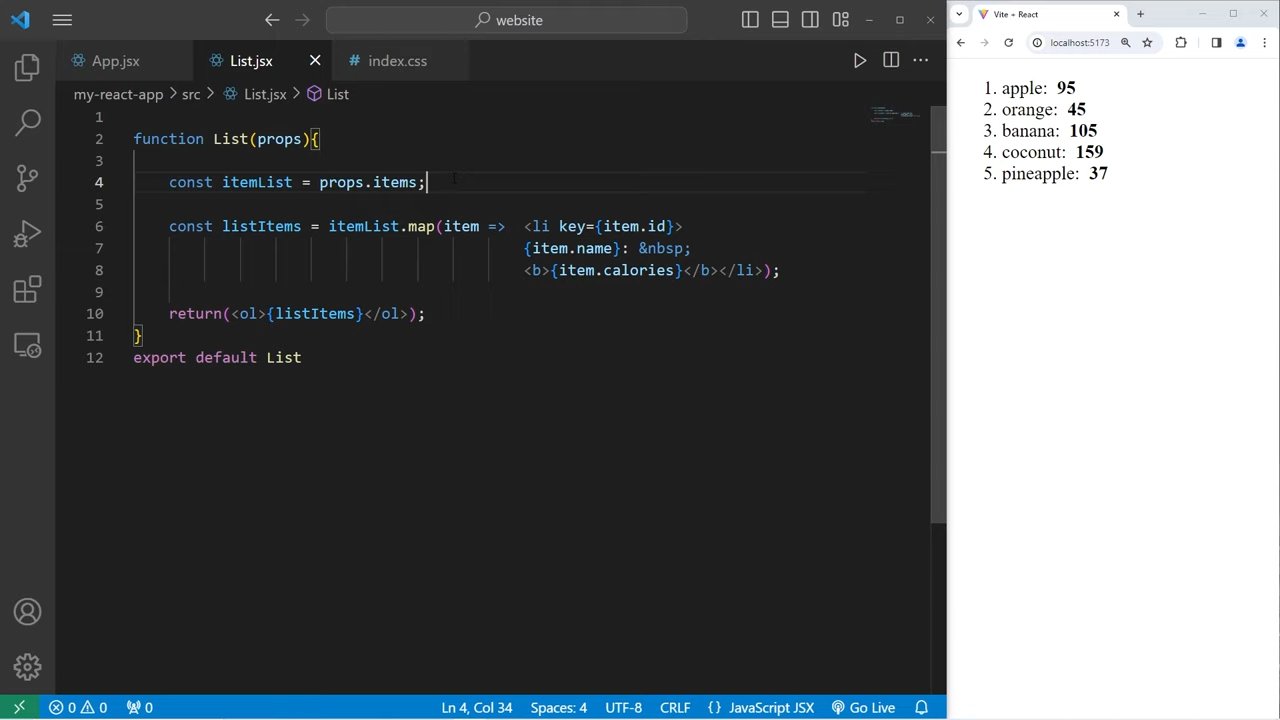 website
App.jsx
List.jsx
# index.css
my-react-app > src > List.jsx > List
1
2 function List(props){
3
4 const itemList = props.items;
5
6 const listItems = itemList.map(item => <li key={item.id}>
7 {item.name}: &nbsp;
8 <b>{item.calories}</b></li>);
9
10 return(<ol>{listItems}</ol>);
11 }
12 export default List
0 0 0 Ln 4, Col 34 Spaces: 4 UTF-8 CRLF {} JavaScript JSX Go Live
Vite + React
localhost:5173
1. apple: 95
2. orange: 45
3. banana: 105
4. coconut: 159
5. pineapple: 37